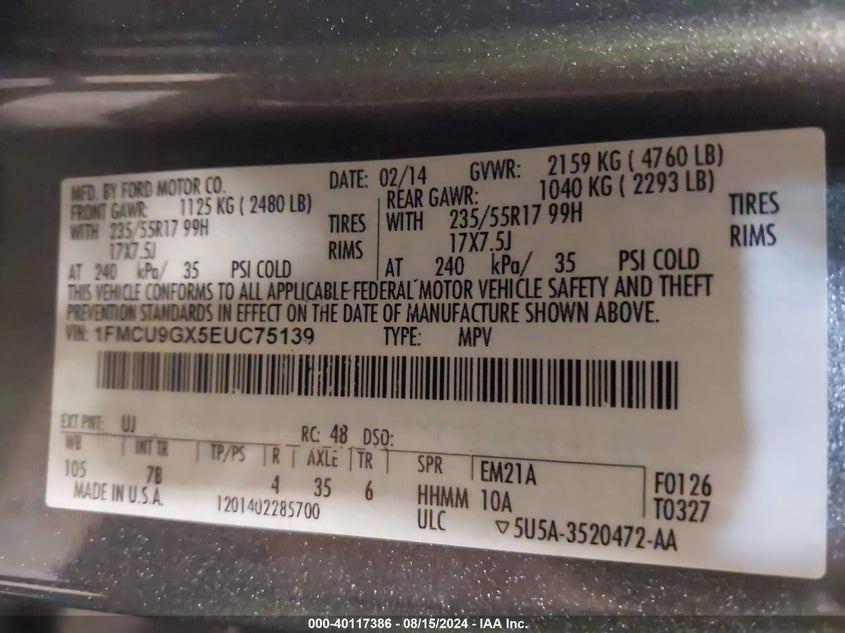 MFD. BY FORD MOTOR CO. DATE: 02/14 GVWR: 2159 KG ( 4760 LB)
FRONT GAWR: 1125 KG ( 2480 LB) REAR GAWR: 1040 KG ( 2293 LB)
WITH 235/55R17 99H TIRES WITH 235/55R17 99H TIRES
17X7.5J RIMS 17X7.5J RIMS
AT 240 kPa/ 35 PSI COLD AT 240 kPa/ 35 PSI COLD
THIS VEHICLE CONFORMS TO ALL APPLICABLE FEDERAL MOTOR VEHICLE SAFETY AND THEFT
PREVENTION STANDARDS IN EFFECT ON THE DATE OF MANUFACTURE SHOWN ABOVE.
VIN: 1FMCU9GX5EUC75139 TYPE: MPV
EXT PNT: UJ RC: 48 DSO:
WB INT TR TP/PS R AXLE TR SPR EM21A F0126
105 7B 4 35 6 HHMM 10A T0327
MADE IN U.S.A. 1201402285700 ULC ▽5U5A-3520472-AA
000-40117386 - 08/15/2024 - IAA Inc.